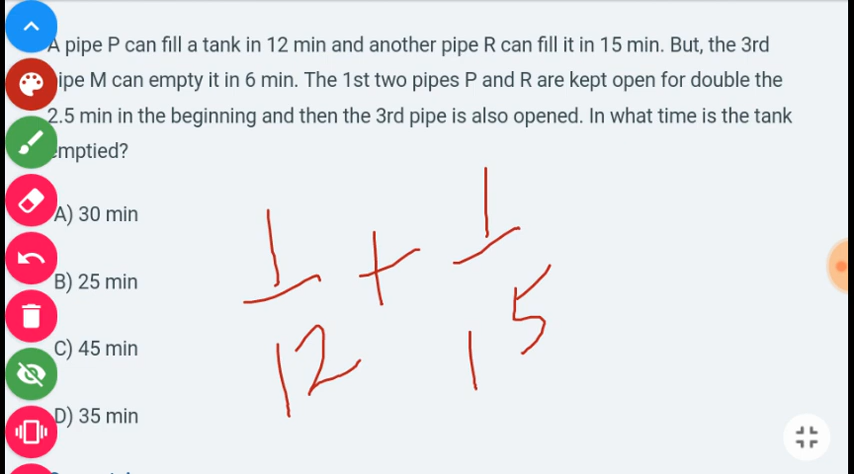 A pipe P can fill a tank in 12 min and another pipe R can fill it in 15 min. But, the 3rd
ipe M can empty it in 6 min. The 1st two pipes P and R are kept open for double the
2.5 min in the beginning and then the 3rd pipe is also opened. In what time is the tank
emptied?
A) 30 min
B) 25 min
C) 45 min
D) 35 min
1/12 + 1/15